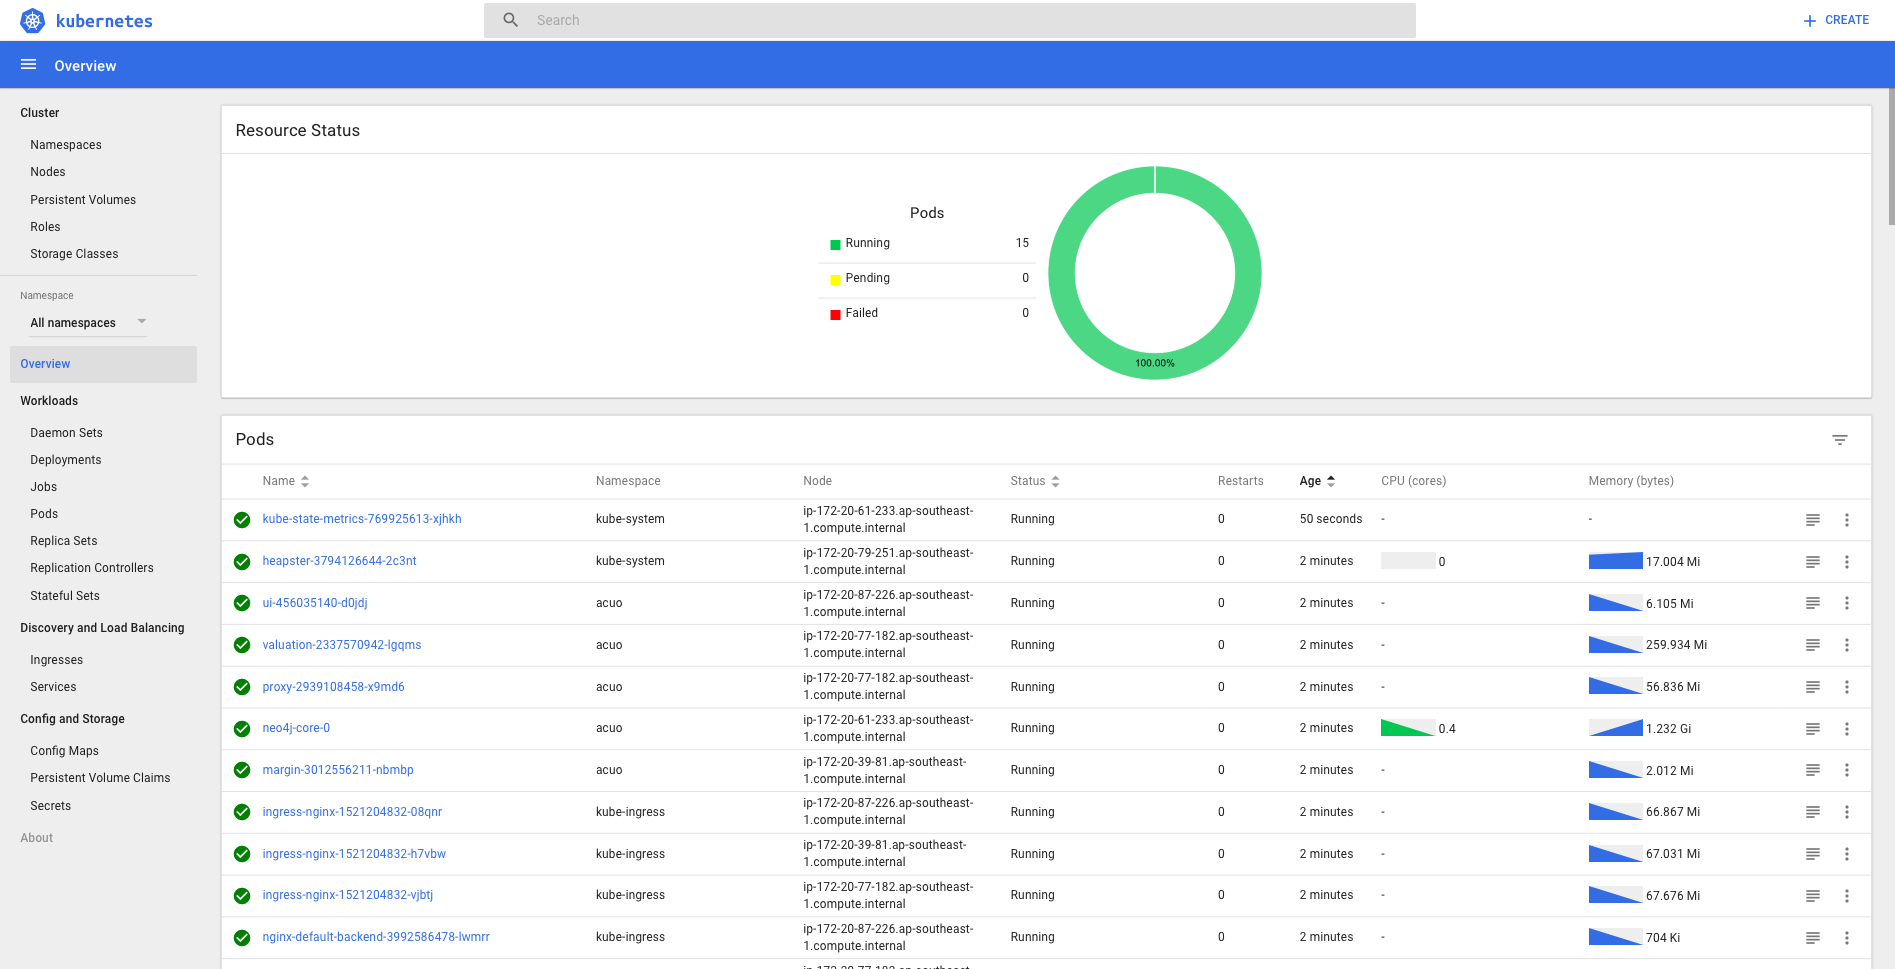 kubernetes
Search
CREATE
Overview
Cluster
Namespaces
Nodes
Persistent Volumes
Roles
Storage Classes
Namespace
All namespaces
Overview
Workloads
Daemon Sets
Deployments
Jobs
Pods
Replica Sets
Replication Controllers
Stateful Sets
Discovery and Load Balancing
Ingresses
Services
Config and Storage
Config Maps
Persistent Volume Claims
Secrets
About
Resource Status
Pods
Running 15
Pending 0
Failed 0
100.00%
Pods
Name Namespace Node Status Restarts Age CPU (cores) Memory (bytes)
kube-state-metrics-769925613-xjhkh kube-system ip-172-20-61-233.ap-southeast- Running 0 50 seconds - -
1.compute.internal
heapster-3794126644-2c3nt kube-system ip-172-20-79-251.ap-southeast- Running 0 2 minutes 0 17.004 Mi
1.compute.internal
ui-456035140-d0jdj acuo ip-172-20-87-226.ap-southeast- Running 0 2 minutes - 6.105 Mi
1.compute.internal
valuation-2337570942-lgqms acuo ip-172-20-77-182.ap-southeast- Running 0 2 minutes - 259.934 Mi
1.compute.internal
proxy-2939108458-x9md6 acuo ip-172-20-77-182.ap-southeast- Running 0 2 minutes - 56.836 Mi
1.compute.internal
neo4j-core-0 acuo ip-172-20-61-233.ap-southeast- Running 0 2 minutes 0.4 1.232 Gi
1.compute.internal
margin-3012556211-nbmbp acuo ip-172-20-39-81.ap-southeast- Running 0 2 minutes - 2.012 Mi
1.compute.internal
ingress-nginx-1521204832-08qnr kube-ingress ip-172-20-87-226.ap-southeast- Running 0 2 minutes - 66.867 Mi
1.compute.internal
ingress-nginx-1521204832-h7vbw kube-ingress ip-172-20-39-81.ap-southeast- Running 0 2 minutes - 67.031 Mi
1.compute.internal
ingress-nginx-1521204832-vjbtj kube-ingress ip-172-20-77-182.ap-southeast- Running 0 2 minutes - 67.676 Mi
1.compute.internal
nginx-default-backend-3992586478-lwmrr kube-ingress ip-172-20-87-226.ap-southeast- Running 0 2 minutes - 704 Ki
1.compute.internal